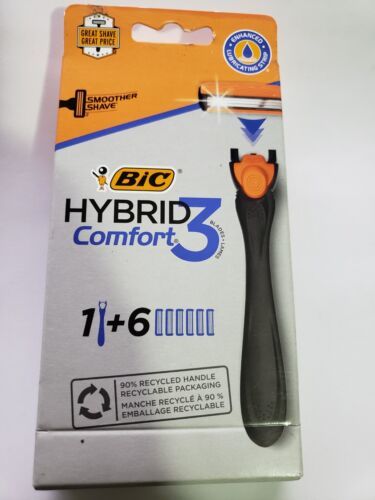 GREAT SHAVE
GREAT PRICE
ENHANCED
LUBRICATING STRIP
SMOOTHER
SHAVE
BiC
HYBRID 3
Comfort
BLADES • LAMES
1 + 6
90% RECYCLED HANDLE
RECYCLABLE PACKAGING
MANCHE RECYCLÉ À 90 %
EMBALLAGE RECYCLABLE